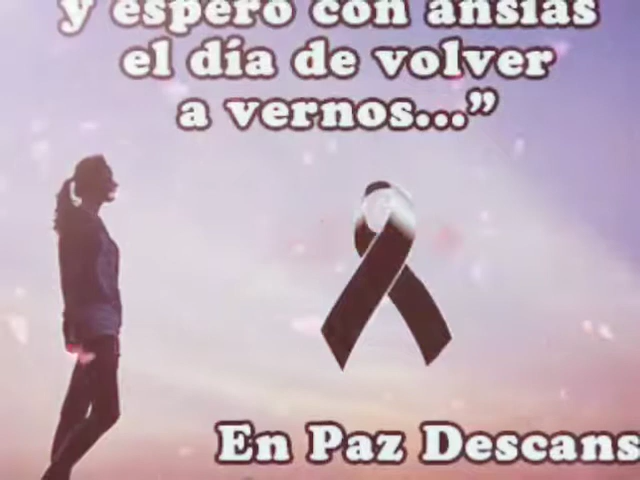 y espero con ansias
el día de volver
a vernos...”
En Paz Descans